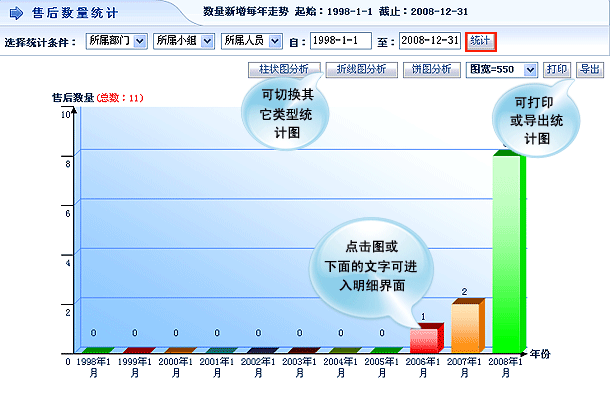 售后数量统计
数量新增每年走势 起始：1998-1-1 截止：2008-12-31
选择统计条件： 所属部门 所属小组 所属人员 自： 1998-1-1 至： 2008-12-31 统计
柱状图分析 折线图分析 饼图分析 图宽=550 打印 导出
售后数量(总数：11)
可切换其
它类型统
计图
可打印
或导出统
计图
10
8
6
4
2
0
点击图或
下面的文字可进
入明细界面
0 0 0 0 0 0 0 0 1 2
1998年1月
1999年1月
2000年1月
2001年1月
2002年1月
2003年1月
2004年1月
2005年1月
2006年1月
2007年1月
2008年1月
年份